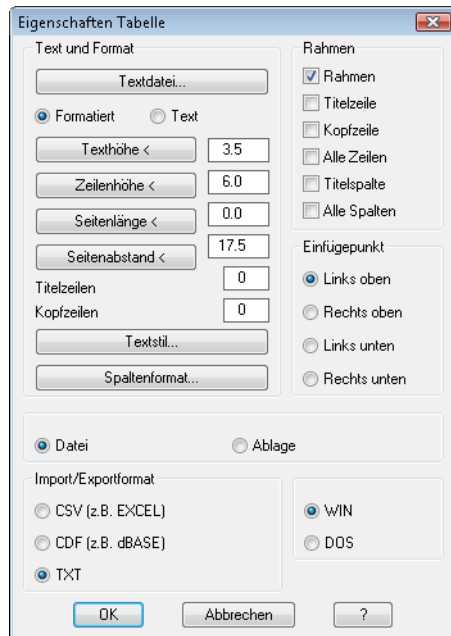 Eigenschaften Tabelle
Text und Format
Textdatei...
Formatiert Text
Texthöhe < 3.5
Zeilenhöhe < 6.0
Seitenlänge < 0.0
Seitenabstand < 17.5
Titelzeilen 0
Kopfzeilen 0
Textstil...
Spaltenformat...
Rahmen
Rahmen
Titelzeile
Kopfzeile
Alle Zeilen
Titelspalte
Alle Spalten
Einfügepunkt
Links oben
Rechts oben
Links unten
Rechts unten
Datei Ablage
Import/Exportformat
CSV (z.B. EXCEL)
CDF (z.B. dBASE)
TXT
WIN
DOS
OK Abbrechen ?